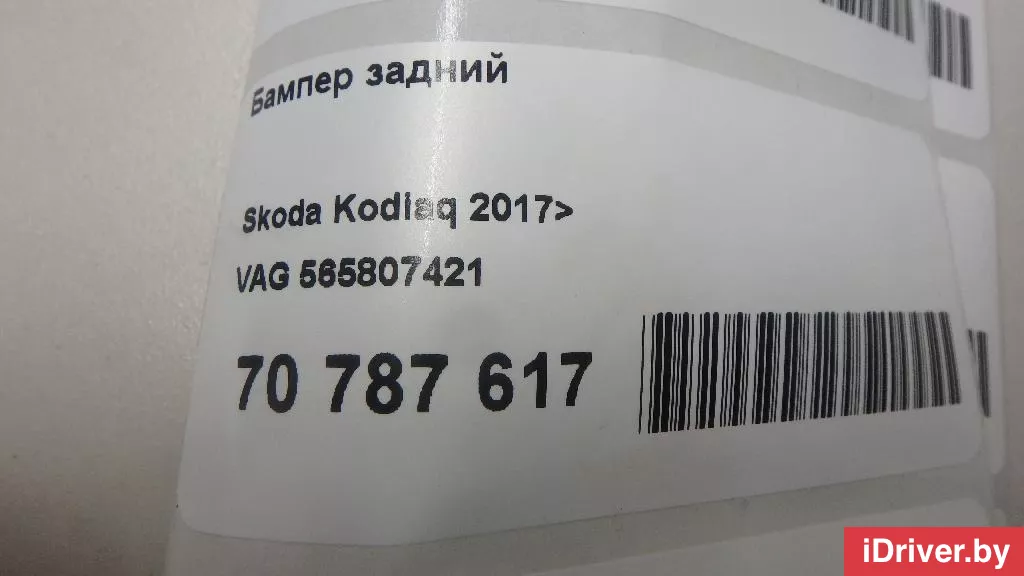 Бампер задний
Skoda Kodiaq 2017>
VAG 565807421
70 787 617
iDriver.by